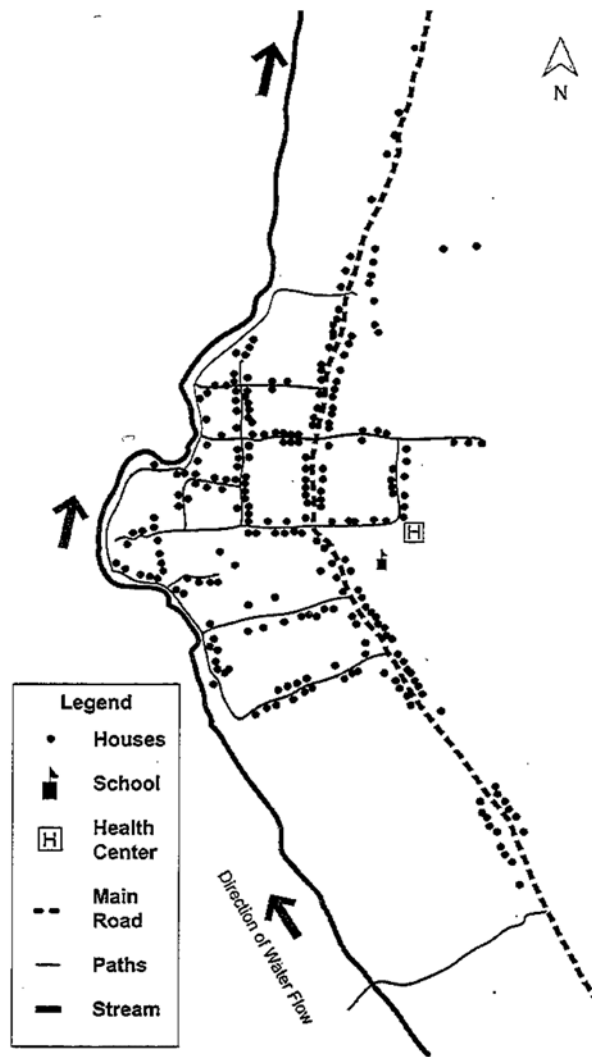 N
H
Legend
Houses
School
H
Health
Center
Main
Road
Paths
Stream
Direction of Water Flow